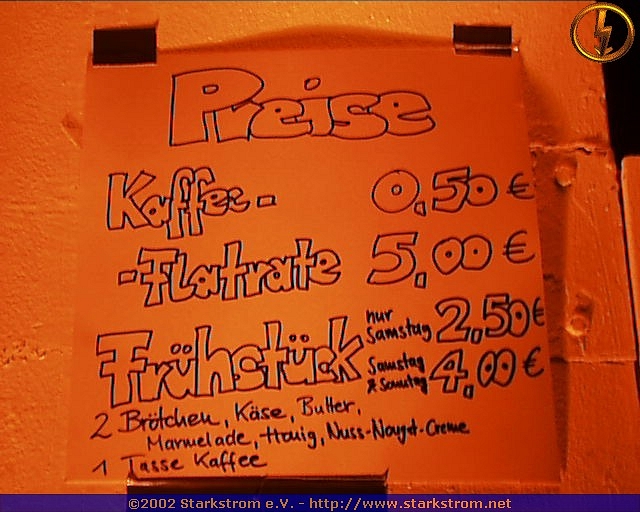 Preise
Kaffee- 0,50 €
-Flatrate 5,00 €
Frühstück nur Samstag 2,50 €
Samstag & Sonntag 4,00 €
2 Brötchen, Käse, Butter,
Marmelade, Honig, Nuss-Nougat-Creme
1 Tasse Kaffee
©2002 Starkstrom e.V. - http://www.starkstrom.net